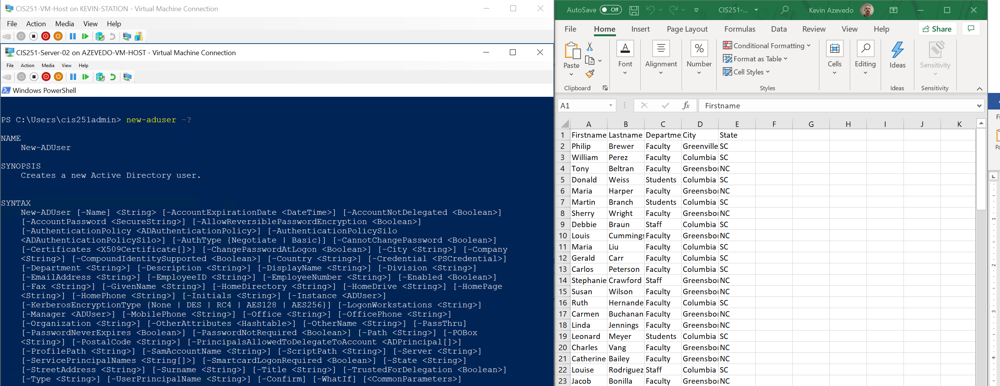 CIS251-VM-Host on KEVIN-STATION - Virtual Machine Connection
File Action Media View Help
CIS251-Server-02 on AZEVEDO-VM-HOST - Virtual Machine Connection
File Action Media View Help
Windows PowerShell
PS C:\Users\cis251admin> new-aduser -?
NAME
New-ADUser
SYNOPSIS
Creates a new Active Directory user.
SYNTAX
New-ADUser [-Name] <String> [-AccountExpirationDate <DateTime>] [-AccountNotDelegated <Boolean>]
[-AccountPassword <SecureString>] [-AllowReversiblePasswordEncryption <Boolean>]
[-AuthenticationPolicy <ADAuthenticationPolicy>] [-AuthenticationPolicySilo
<ADAuthenticationPolicySilo>] [-AuthType {Negotiate | Basic}] [-CannotChangePassword <Boolean>]
[-Certificates <X509Certificate[]>] [-ChangePasswordAtLogon <Boolean>] [-City <String>] [-Company
<String>] [-CompoundIdentitySupported <Boolean>] [-Country <String>] [-Credential <PSCredential>]
[-Department <String>] [-Description <String>] [-DisplayName <String>] [-Division <String>]
[-EmailAddress <String>] [-EmployeeID <String>] [-EmployeeNumber <String>] [-Enabled <Boolean>]
[-Fax <String>] [-GivenName <String>] [-HomeDirectory <String>] [-HomeDrive <String>] [-HomePage
<String>] [-HomePhone <String>] [-Initials <String>] [-Instance <ADUser>]
[-KerberosEncryptionType {None | DES | RC4 | AES128 | AES256}] [-LogonWorkstations <String>]
[-Manager <ADUser>] [-MobilePhone <String>] [-Office <String>] [-OfficePhone <String>]
[-Organization <String>] [-OtherAttributes <Hashtable>] [-OtherName <String>] [-PassThru]
[-PasswordNeverExpires <Boolean>] [-PasswordNotRequired <Boolean>] [-Path <String>] [-POBox
<String>] [-PostalCode <String>] [-PrincipalsAllowedToDelegateToAccount <ADPrincipal[]>]
[-ProfilePath <String>] [-SamAccountName <String>] [-ScriptPath <String>] [-Server <String>]
[-ServicePrincipalNames <String[]>] [-SmartcardLogonRequired <Boolean>] [-State <String>]
[-StreetAddress <String>] [-Surname <String>] [-Title <String>] [-TrustedForDelegation <Boolean>]
[-Type <String>] [-UserPrincipalName <String>] [-Confirm] [-WhatIf] [<CommonParameters>]
AutoSave Off CIS251-... Kevin Azevedo
File Home Insert Page Layout Formulas Data Review View Help Share
Paste Font Alignment Number Conditional Formatting Format as Table Cell Styles Cells Editing Ideas Sensitivity
Clipboard Styles Ideas Sensitivity
A1 fx Firstname
A B C D E F G H I J K
1 Firstname Lastname Departme City State
2 Philip Brewer Faculty Greenville SC
3 William Perez Faculty Columbia SC
4 Tony Beltran Faculty Greensbor NC
5 Donald Weiss Students Columbia SC
6 Maria Harper Faculty Greensbor NC
7 Martin Branch Students Columbia SC
8 Sherry Wright Faculty Greensbor NC
9 Debbie Braun Staff Columbia SC
10 Louis Cummings Faculty Greensbor NC
11 Maria Liu Faculty Columbia SC
12 Gerald Carr Faculty Columbia SC
13 Carlos Peterson Faculty Columbia SC
14 Stephanie Crawford Staff Greensbor NC
15 Susan Wilson Faculty Greensbor NC
16 Ruth Hernande Faculty Columbia SC
17 Carmen Buchanan Faculty Greensbor NC
18 Linda Jennings Faculty Greensbor NC
19 Leonard Meyer Students Columbia SC
20 Charles Vang Faculty Greensbor NC
21 Catherine Bailey Faculty Greensbor NC
22 Louise Rodriguez Staff Columbia SC
23 Jacob Bonilla Faculty Greensbor NC
1
2
3
4